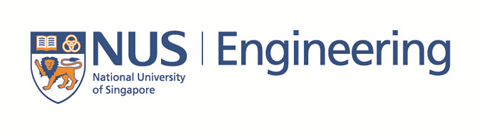 NUS | Engineering
National University
of Singapore